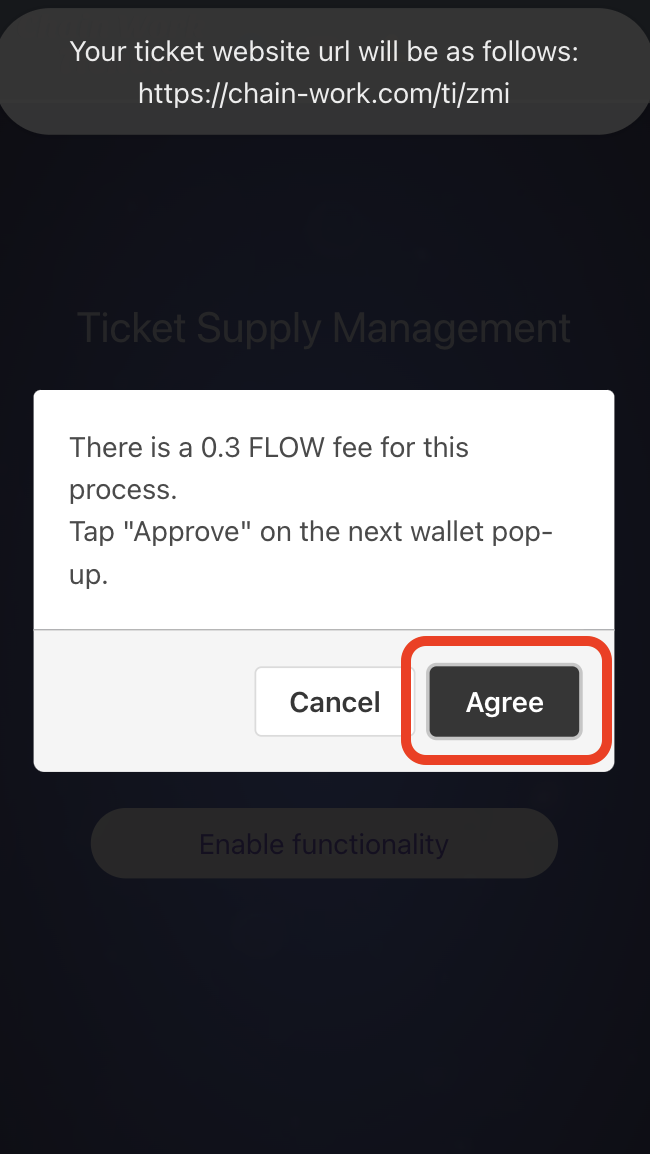 Your ticket website url will be as follows:
https://chain-work.com/ti/zmi
Ticket Supply Management
There is a 0.3 FLOW fee for this
process.
Tap "Approve" on the next wallet pop-
up.
Cancel
Agree
Enable functionality